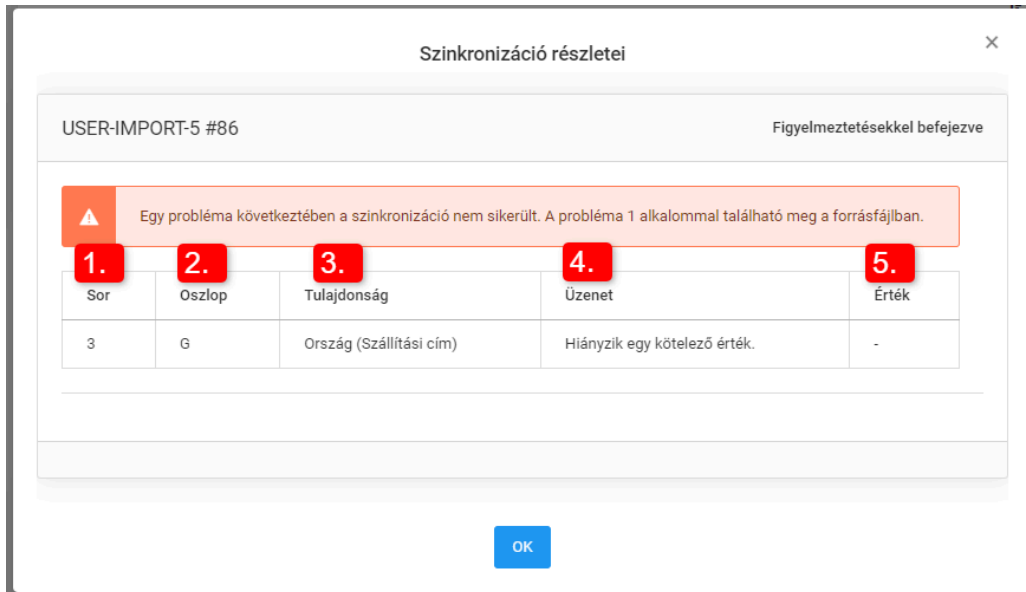 Szinkronizáció részletei
×
USER-IMPORT-5 #86 Figyelmeztetésekkel befejezve
Egy probléma következtében a szinkronizáció nem sikerült. A probléma 1 alkalommal található meg a forrásfájlban.
1. 2. 3. 4. 5.
Sor Oszlop Tulajdonság Üzenet Érték
3 G Ország (Szállítási cím) Hiányzik egy kötelező érték. -
OK